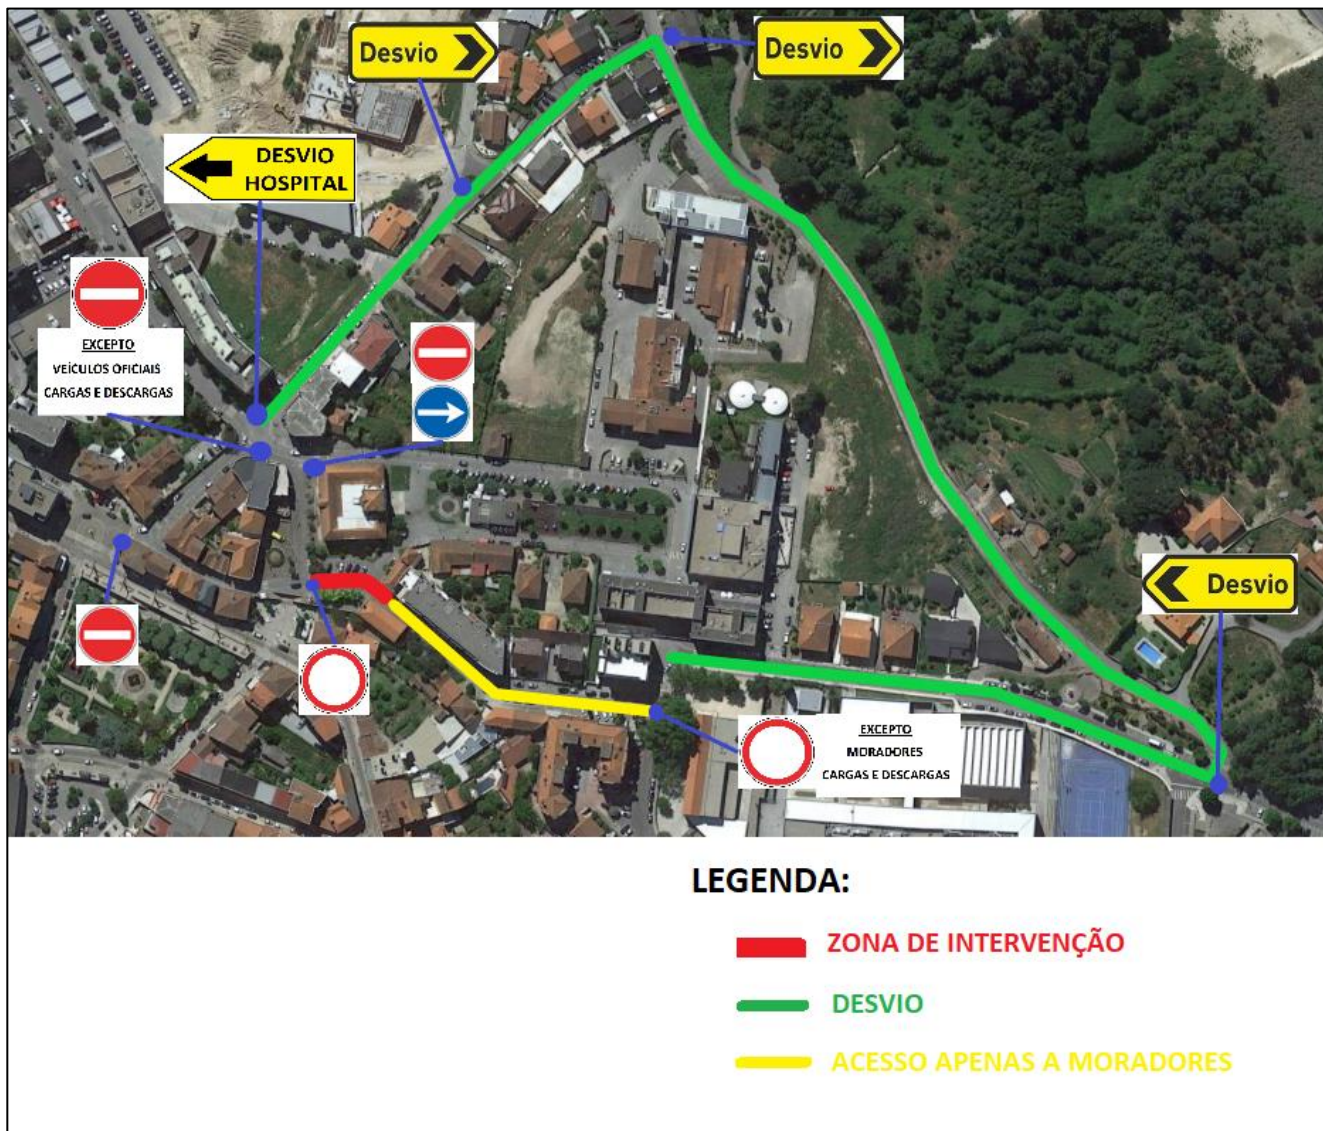 Desvio
Desvio
DESVIO
HOSPITAL
EXCEPTO
VEÍCULOS OFICIAIS
CARGAS E DESCARGAS
Desvio
EXCEPTO
MORADORES
CARGAS E DESCARGAS
LEGENDA:
ZONA DE INTERVENÇÃO
DESVIO
ACESSO APENAS A MORADORES